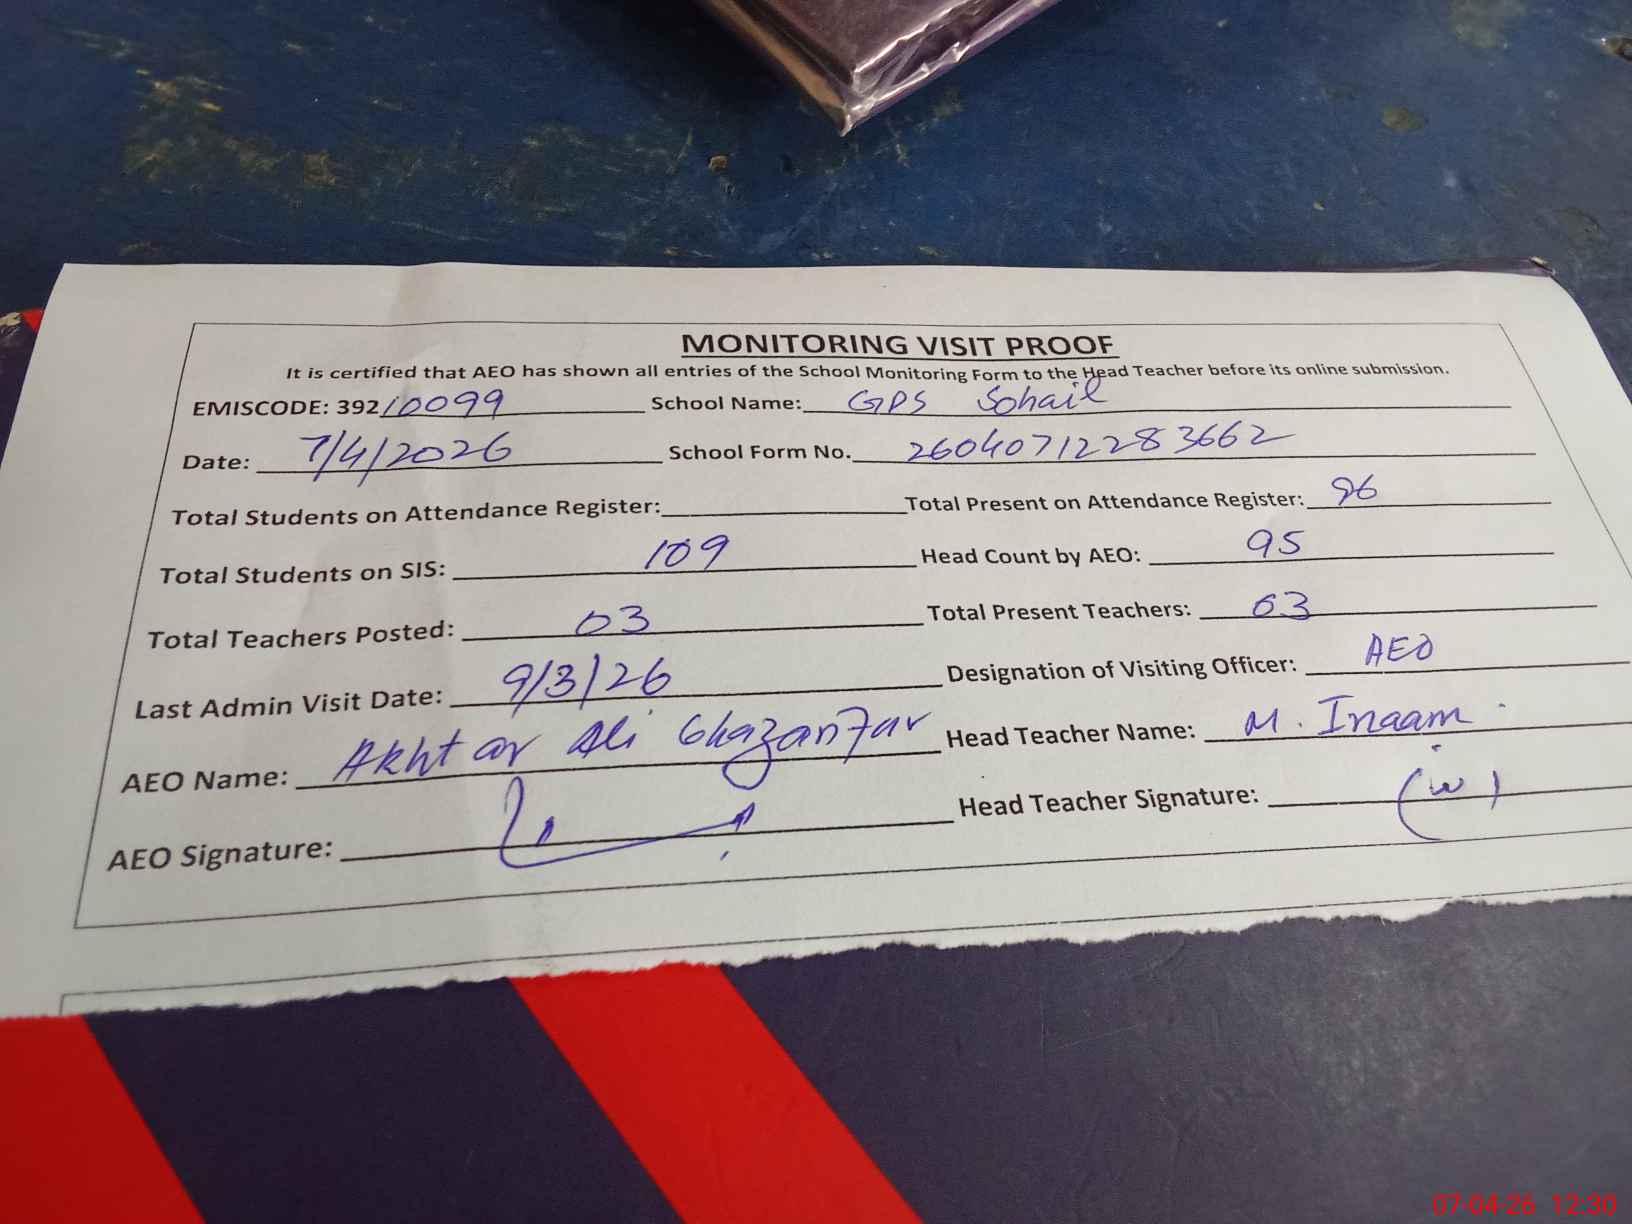 MONITORING VISIT PROOF
It is certified that AEO has shown all entries of the School Monitoring Form to the Head Teacher before its online submission.
EMISCODE: 39210099 School Name: GPS Sohail
Date: 7/4/2026 School Form No. 26040712283662
Total Students on Attendance Register: Total Present on Attendance Register: 96
Total Students on SIS: 109 Head Count by AEO: 95
Total Teachers Posted: 03 Total Present Teachers: 03
Last Admin Visit Date: 9/3/26 Designation of Visiting Officer: AEO
AEO Name: Akhtar Ali Ghazanfar Head Teacher Name: M. Inaam
AEO Signature: Head Teacher Signature:
07-04-26 12:30